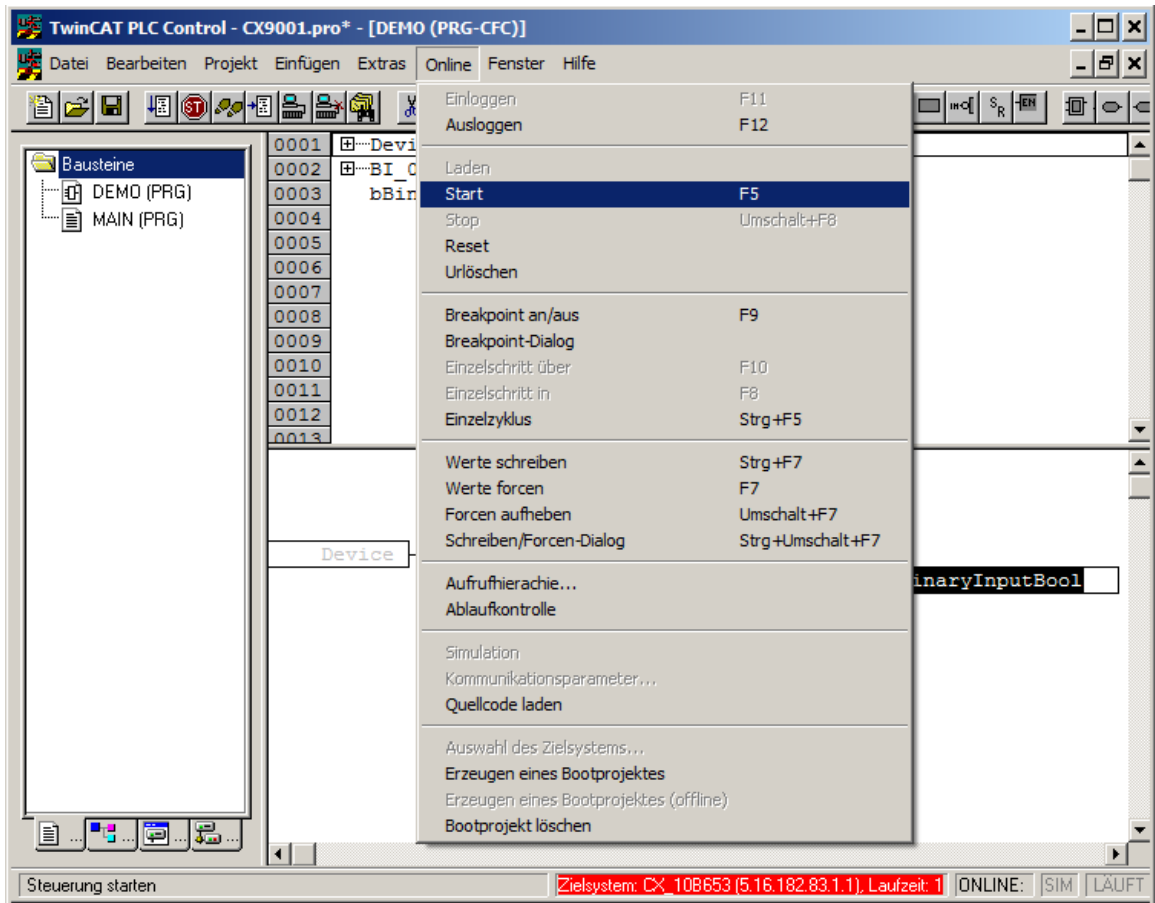 TwinCAT PLC Control - CX9001.pro* - [DEMO (PRG-CFC)]
Datei Bearbeiten Projekt Einfügen Extras Online Fenster Hilfe
Einloggen F11
Ausloggen F12
Laden
Start F5
Stop Umschalt+F8
Reset
Urlöschen
Breakpoint an/aus F9
Breakpoint-Dialog
Einzelschritt über F10
Einzelschritt in F8
Einzelzyklus Strg+F5
Werte schreiben Strg+F7
Werte forcen F7
Forcen aufheben Umschalt+F7
Schreiben/Forcen-Dialog Strg+Umschalt+F7
Aufrufhierachie...
Ablaufkontrolle
Simulation
Kommunikationsparameter...
Quellcode laden
Auswahl des Zielsystems...
Erzeugen eines Bootprojektes
Erzeugen eines Bootprojektes (offline)
Bootprojekt löschen
Bausteine
DEMO (PRG)
MAIN (PRG)
0001 Devi
0002 BI_
0003 bBin
0004
0005
0006
0007
0008
0009
0010
0011
0012
0013
Device
inaryInputBool
... ... ... ...
Steuerung starten
Zielsystem: CX_10B653 (5.16.182.83.1.1), Laufzeit: 1 ONLINE: SIM LÄUFT